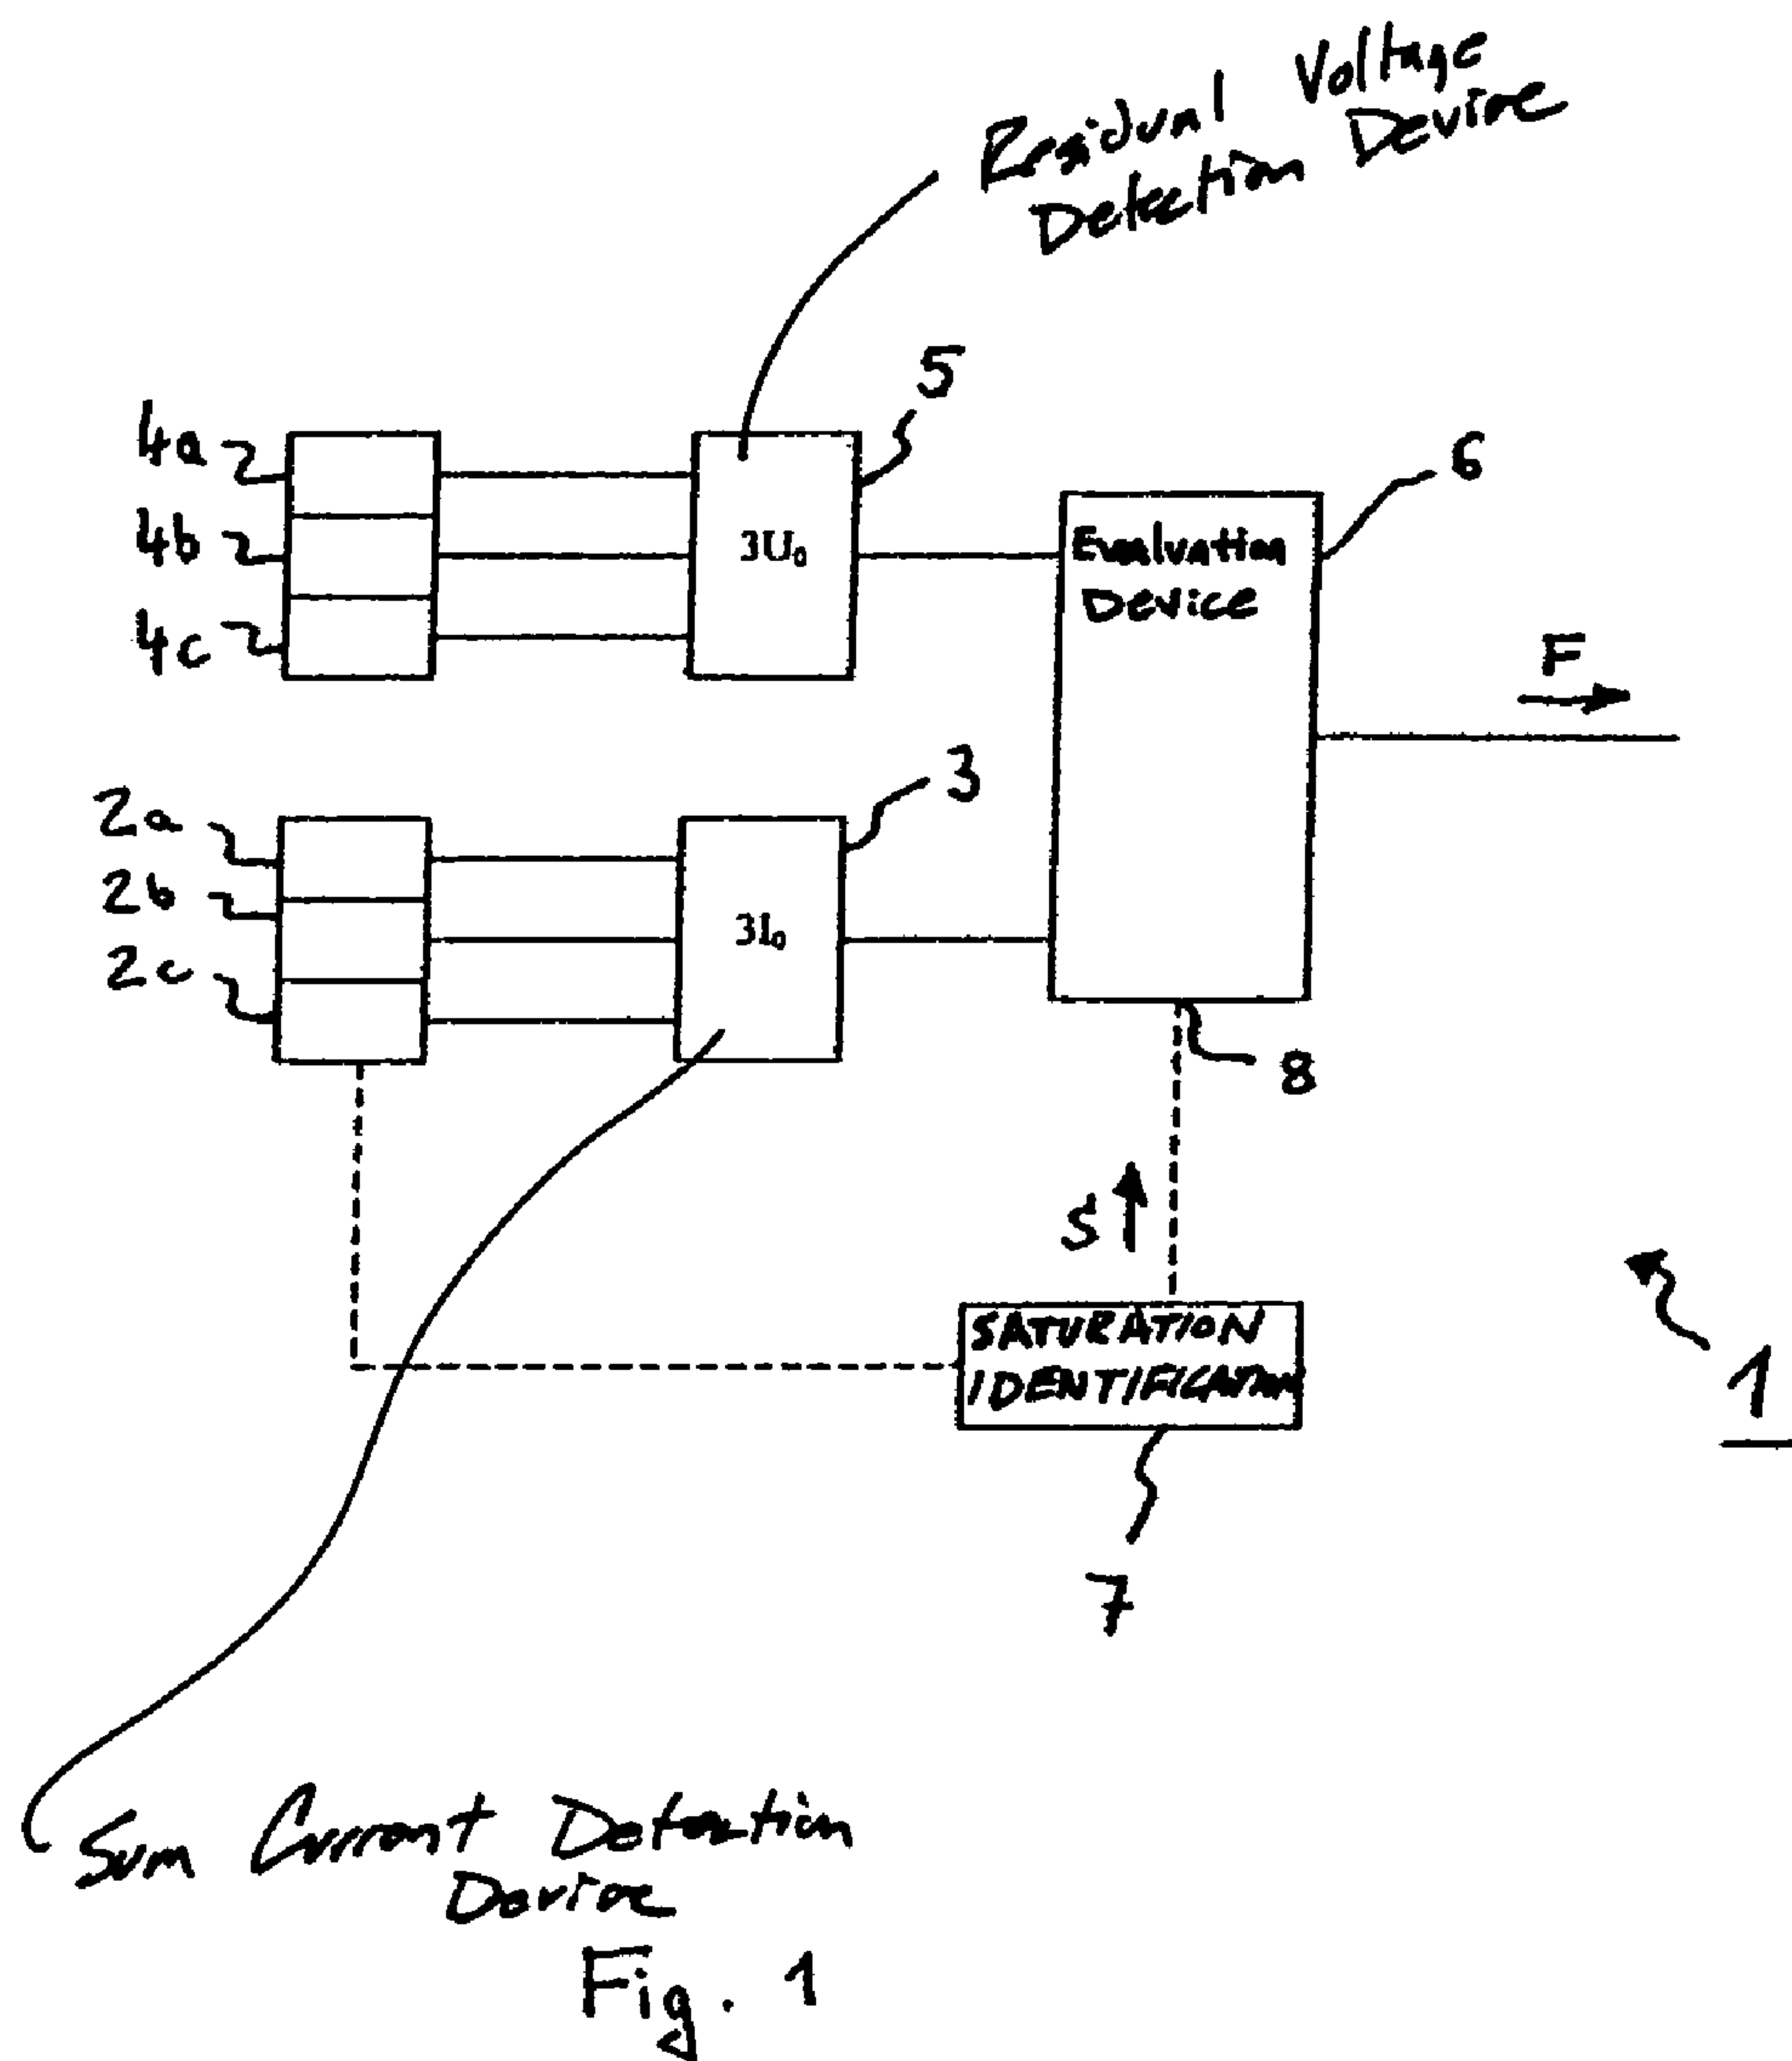 Residual Voltage
Detection Device
5
4a
6
4b
3U₀
Evaluation
Device
4c
F
3
2a
2b
3I₀
2c
8
S
SATURATION
IDENTIFICATION
1
7
Sum Current Detection
Device
Fig. 1